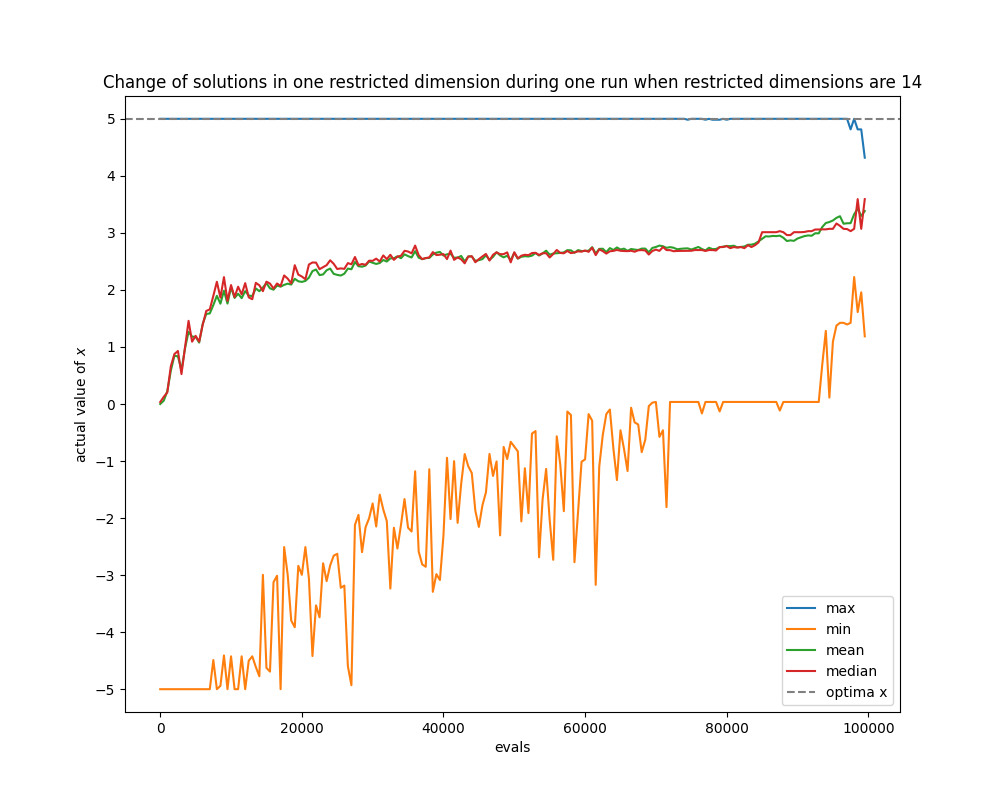 Change of solutions in one restricted dimension during one run when restricted dimensions are 14
5
4
3
2
1
0
−1
−2
−3
−4
−5
actual value of x
0 20000 40000 60000 80000 100000
evals
max
min
mean
median
optima x